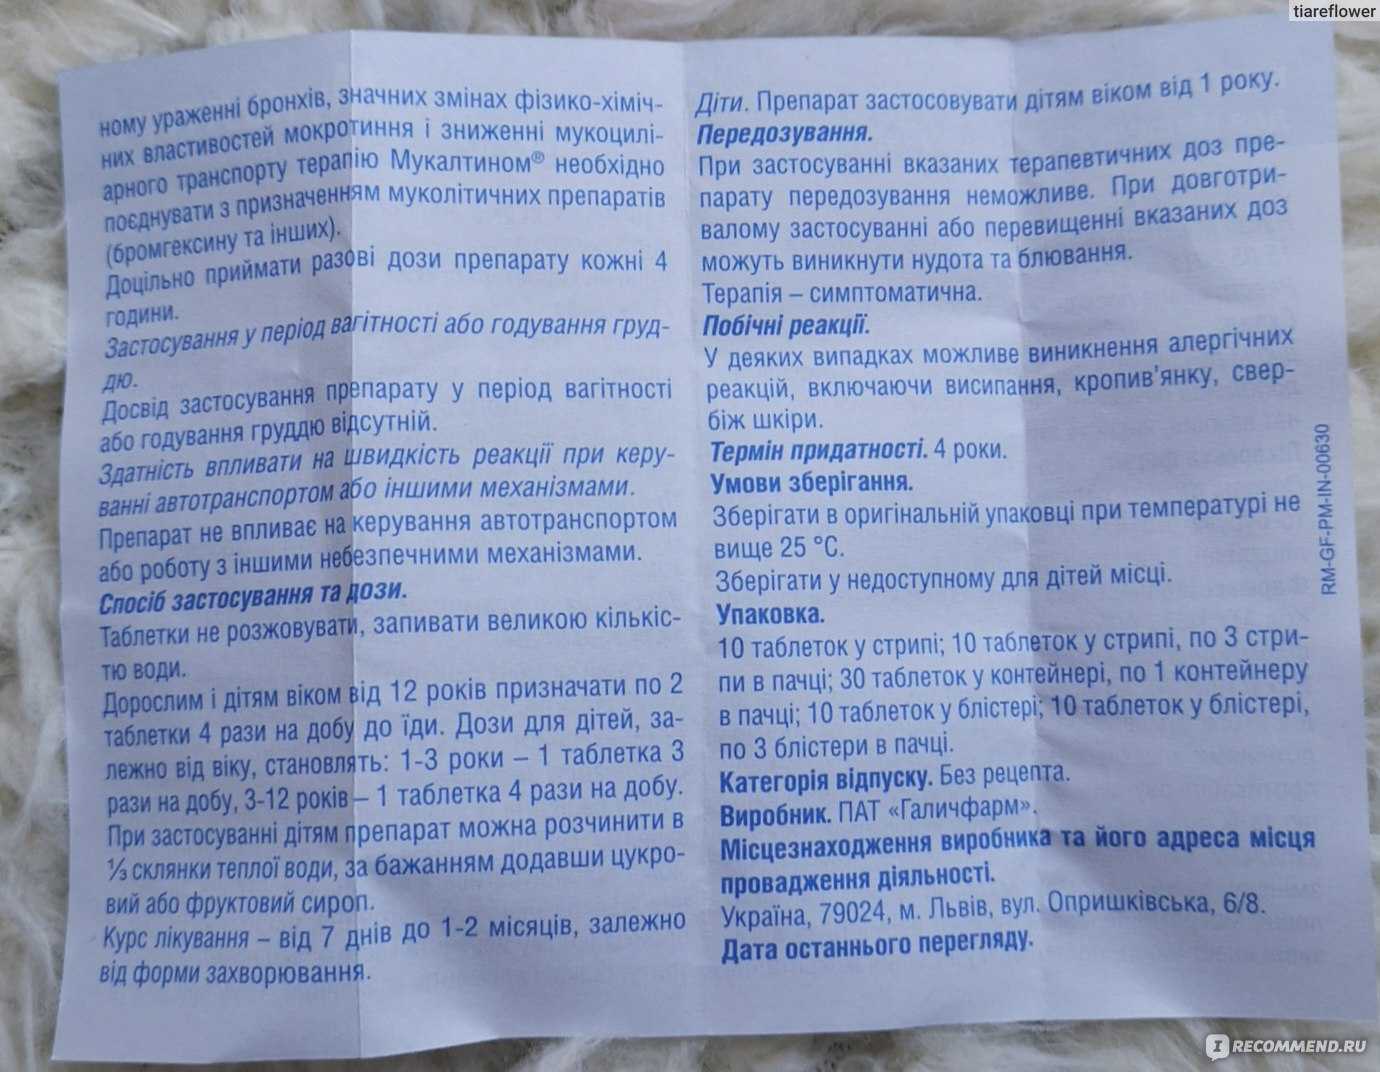 tiareflower
ному ураженні бронхів, значних змінах фізико-хіміч-
них властивостей мокротиння і зниженні мукоцилі-
арного транспорту терапію Мукалтином® необхідно
поєднувати з призначенням муколітичних препаратів
(бромгексину та інших).
Доцільно приймати разові дози препарату кожні 4
години.
Застосування у період вагітності або годування груд-
дю.
Досвід застосування препарату у період вагітності
або годування груддю відсутній.
Здатність впливати на швидкість реакції при керу-
ванні автотранспортом або іншими механізмами.
Препарат не впливає на керування автотранспортом
або роботу з іншими небезпечними механізмами.
Спосіб застосування та дози.
Таблетки не розжовувати, запивати великою кількіс-
тю води.
Дорослим і дітям віком від 12 років призначати по 2
таблетки 4 рази на добу до їди. Дози для дітей, за-
лежно від віку, становлять: 1-3 роки – 1 таблетка 3
рази на добу, 3-12 років – 1 таблетка 4 рази на добу.
При застосуванні дітям препарат можна розчинити в
⅓ склянки теплої води, за бажанням додавши цукро-
вий або фруктовий сироп.
Курс лікування – від 7 днів до 1-2 місяців, залежно
від форми захворювання.
Діти. Препарат застосовувати дітям віком від 1 року.
Передозування.
При застосуванні вказаних терапевтичних доз пре-
парату передозування неможливе. При довготри-
валому застосуванні або перевищенні вказаних доз
можуть виникнути нудота та блювання.
Терапія – симптоматична.
Побічні реакції.
У деяких випадках можливе виникнення алергічних
реакцій, включаючи висипання, кропив'янку, свер-
біж шкіри.
Термін придатності. 4 роки.
Умови зберігання.
Зберігати в оригінальній упаковці при температурі не
вище 25 °С.
Зберігати у недоступному для дітей місці.
Упаковка.
10 таблеток у стрипі; 10 таблеток у стрипі, по 3 стри-
пи в пачці; 30 таблеток у контейнері, по 1 контейнеру
в пачці; 10 таблеток у блістері; 10 таблеток у блістері,
по 3 блістери в пачці.
Категорія відпуску. Без рецепта.
Виробник. ПАТ «Галичфарм».
Місцезнаходження виробника та його адреса місця
провадження діяльності.
Україна, 79024, м. Львів, вул. Опришківська, 6/8.
Дата останнього перегляду.
RM-GF-PM-IN-00630
RECOMMEND.RU